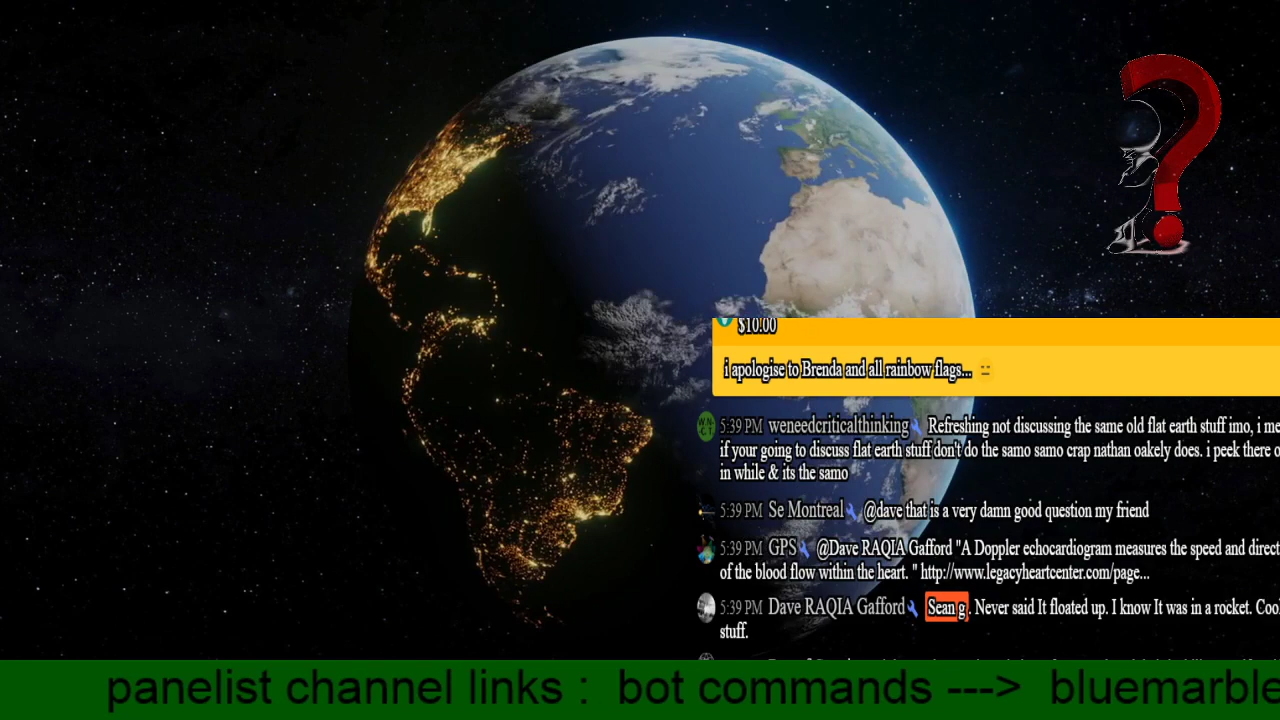 $10.00
i apologise to Brenda and all rainbow flags...
5:39 PM weneedcriticalthinking Refreshing not discussing the same old flat earth stuff imo, i me
if your going to discuss flat earth stuff don't do the samo samo crap nathan oakely does. i peek there o
in while & its the samo
5:39 PM Se Montreal @dave that is a very damn good question my friend
5:39 PM GPS @Dave RAQIA Gafford "A Doppler echocardiogram measures the speed and direct
of the blood flow within the heart. " http://www.legacyheartcenter.com/page...
5:39 PM Dave RAQIA Gafford Sean g . Never said It floated up. I know It was in a rocket. Coo
stuff.
panelist channel links : bot commands ---> bluemarble